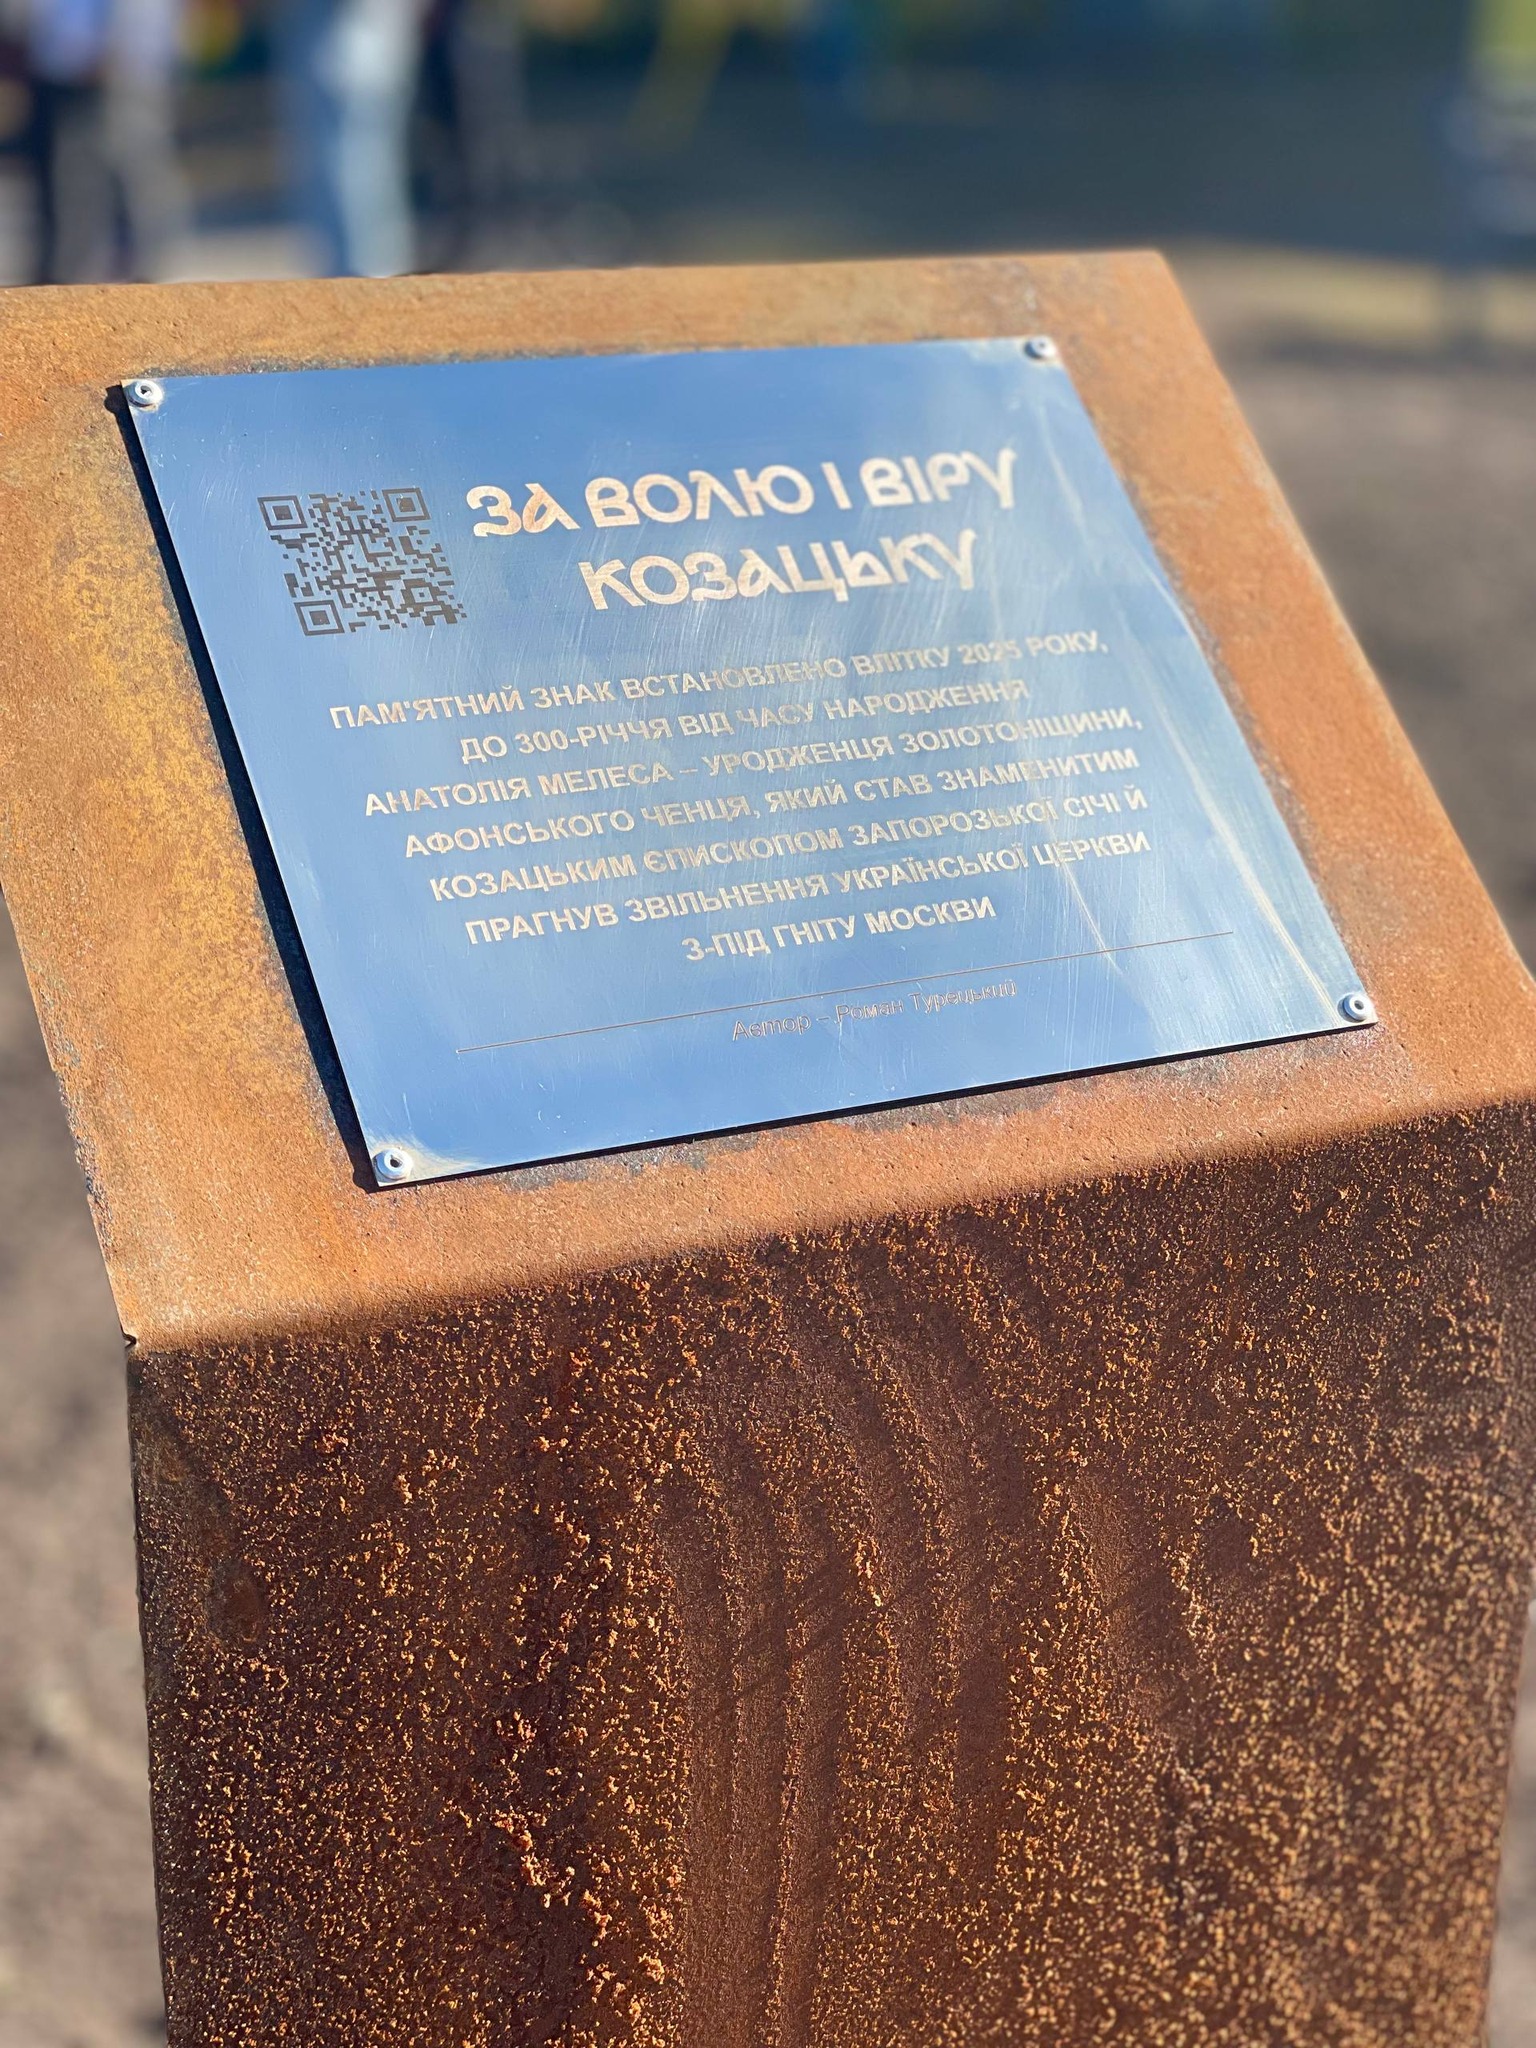 ЗА ВОЛЮ І ВІРУ
КОЗАЦЬКУ
ПАМ'ЯТНИЙ ЗНАК ВСТАНОВЛЕНО ВЛІТКУ 2025 РОКУ,
ДО 300-РІЧЧЯ ВІД ЧАСУ НАРОДЖЕННЯ
АНАТОЛІЯ МЕЛЕСА – УРОДЖЕНЦЯ ЗОЛОТОНІЩИНИ,
АФОНСЬКОГО ЧЕНЦЯ, ЯКИЙ СТАВ ЗНАМЕНИТИМ
КОЗАЦЬКИМ ЄПИСКОПОМ ЗАПОРОЗЬКОЇ СІЧІ Й
ПРАГНУВ ЗВІЛЬНЕННЯ УКРАЇНСЬКОЇ ЦЕРКВИ
З-ПІД ГНІТУ МОСКВИ
Автор – Роман Турецький